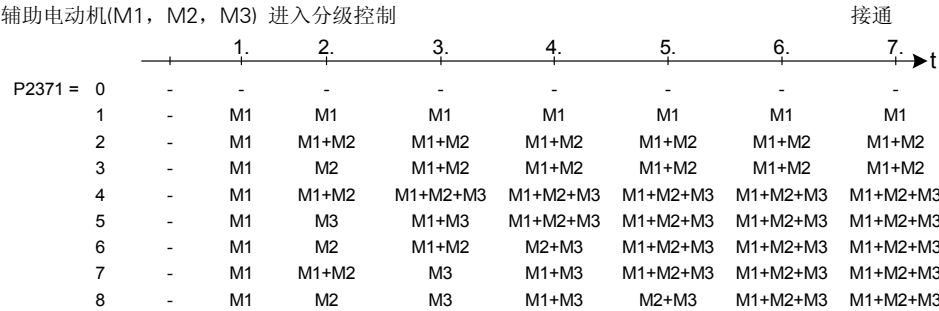 辅助电动机(M1，M2，M3) 进入分级控制 接通
1. 2. 3. 4. 5. 6. 7.
t
P2371 = 0 - - - - - - - -
1 - M1 M1 M1 M1 M1 M1 M1
2 - M1 M1+M2 M1+M2 M1+M2 M1+M2 M1+M2 M1+M2
3 - M1 M2 M1+M2 M1+M2 M1+M2 M1+M2 M1+M2
4 - M1 M1+M2 M1+M2+M3 M1+M2+M3 M1+M2+M3 M1+M2+M3 M1+M2+M3
5 - M1 M3 M1+M3 M1+M2+M3 M1+M2+M3 M1+M2+M3 M1+M2+M3
6 - M1 M2 M1+M2 M2+M3 M1+M2+M3 M1+M2+M3 M1+M2+M3
7 - M1 M1+M2 M3 M1+M3 M1+M2+M3 M1+M2+M3 M1+M2+M3
8 - M1 M2 M3 M1+M3 M2+M3 M1+M2+M3 M1+M2+M3